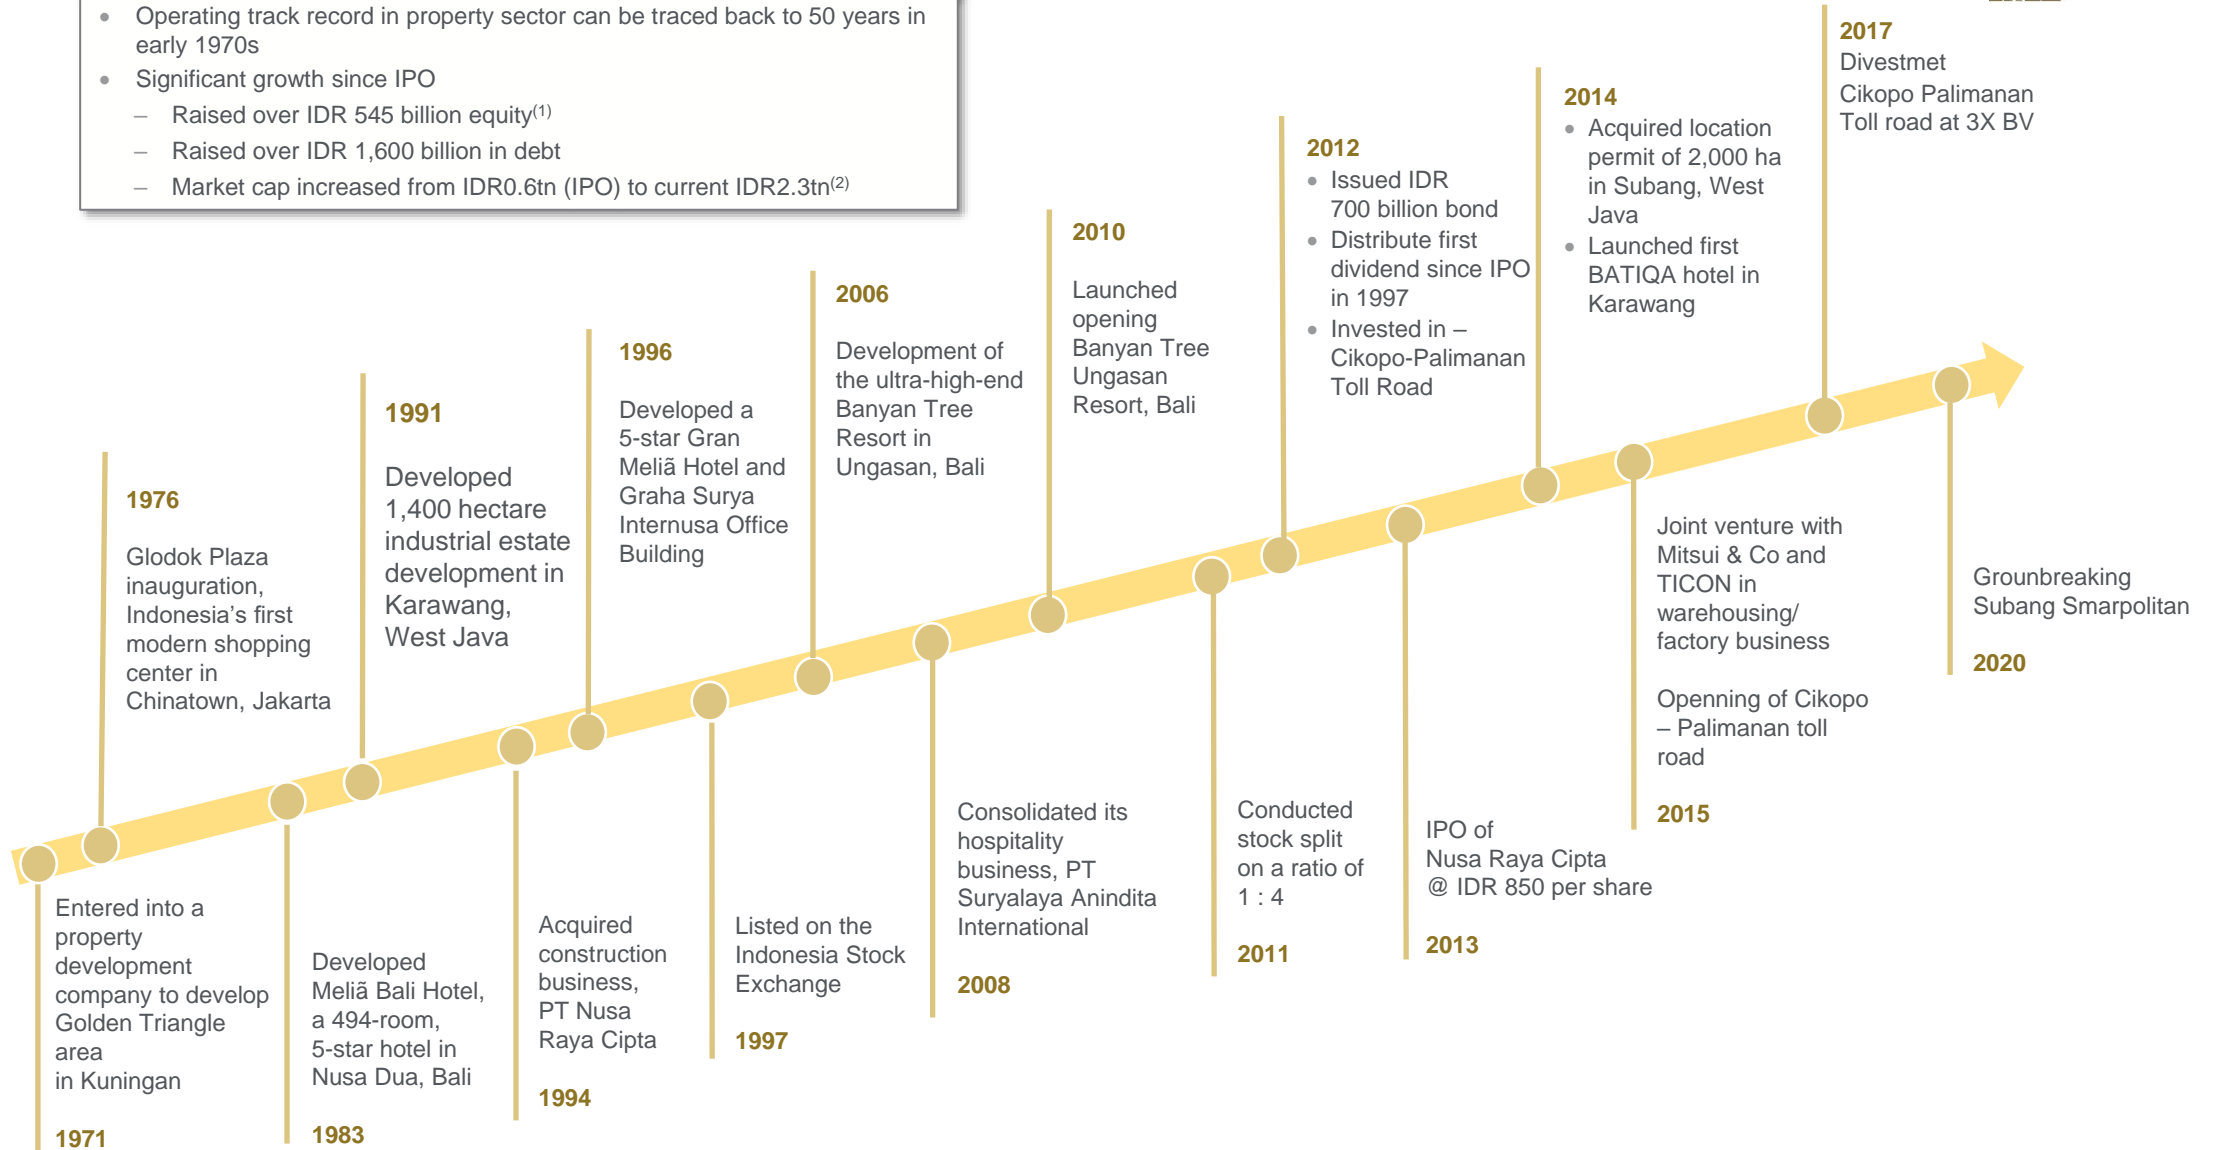 • Operating track record in property sector can be traced back to 50 years in
early 1970s
• Significant growth since IPO
– Raised over IDR 545 billion equity(1)
– Raised over IDR 1,600 billion in debt
– Market cap increased from IDR0.6tn (IPO) to current IDR2.3tn(2)
1971
Entered into a
property
development
company to develop
Golden Triangle
area
in Kuningan
1976
Glodok Plaza
inauguration,
Indonesia’s first
modern shopping
center in
Chinatown, Jakarta
Developed
Meliã Bali Hotel,
a 494-room,
5-star hotel in
Nusa Dua, Bali
1983
1991
Developed
1,400 hectare
industrial estate
development in
Karawang,
West Java
Acquired
construction
business,
PT Nusa
Raya Cipta
1994
1996
Developed a
5-star Gran
Meliã Hotel and
Graha Surya
Internusa Office
Building
Listed on the
Indonesia Stock
Exchange
1997
2006
Development of
the ultra-high-end
Banyan Tree
Resort in
Ungasan, Bali
Consolidated its
hospitality
business, PT
Suryalaya Anindita
International
2008
2010
Launched
opening
Banyan Tree
Ungasan
Resort, Bali
Conducted
stock split
on a ratio of
1 : 4
2011
2012
• Issued IDR
700 billion bond
• Distribute first
dividend since IPO
in 1997
• Invested in –
Cikopo-Palimanan
Toll Road
IPO of
Nusa Raya Cipta
@ IDR 850 per share
2013
2014
• Acquired location
permit of 2,000 ha
in Subang, West
Java
• Launched first
BATIQA hotel in
Karawang
Joint venture with
Mitsui & Co and
TICON in
warehousing/
factory business
Openning of Cikopo
– Palimanan toll
road
2015
2017
Divestmet
Cikopo Palimanan
Toll road at 3X BV
Grounbreaking
Subang Smarpolitan
2020